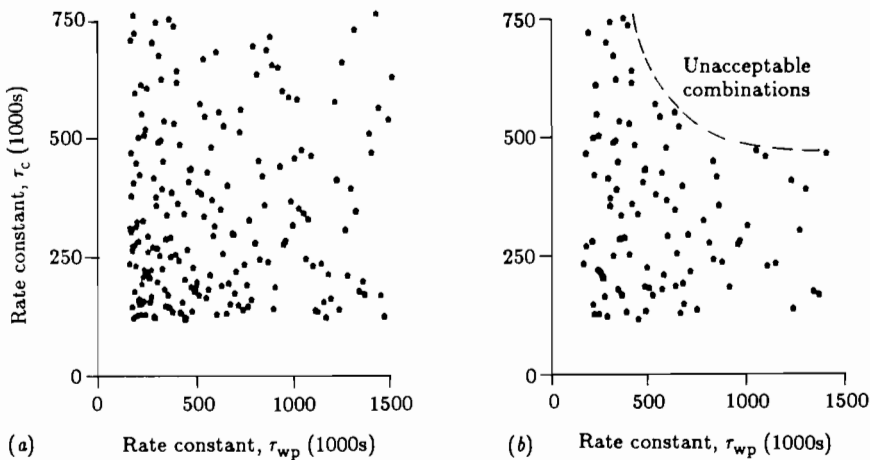 750
500
250
0
Rate constant, τc (1000s)
0 500 1000 1500
(a) Rate constant, τwp (1000s)
750
500
250
0
Unacceptable
combinations
0 500 1000 1500
(b) Rate constant, τwp (1000s)